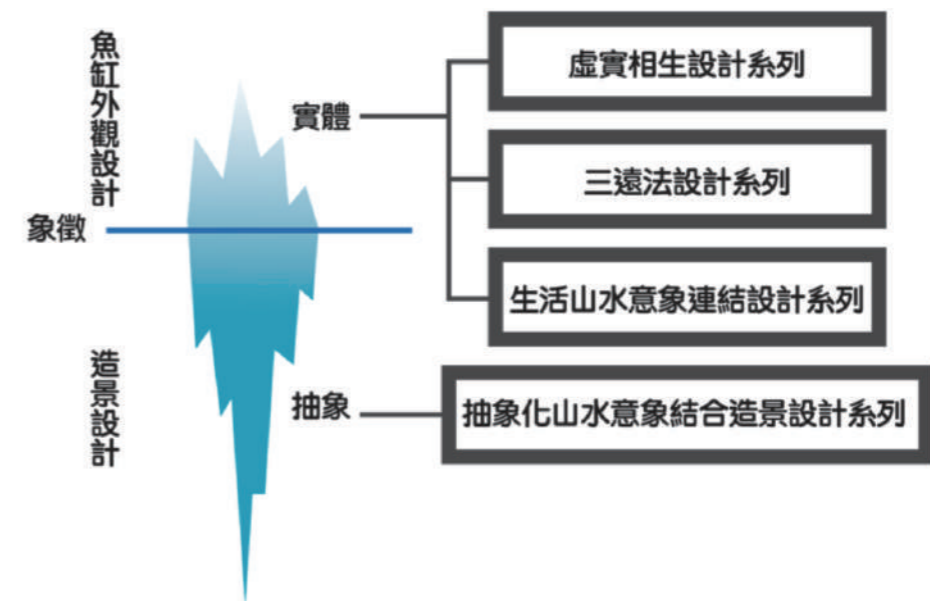 魚缸外觀設計
象徵
造景設計
實體
虛實相生設計系列
三遠法設計系列
生活山水意象連結設計系列
抽象
抽象化山水意象結合造景設計系列